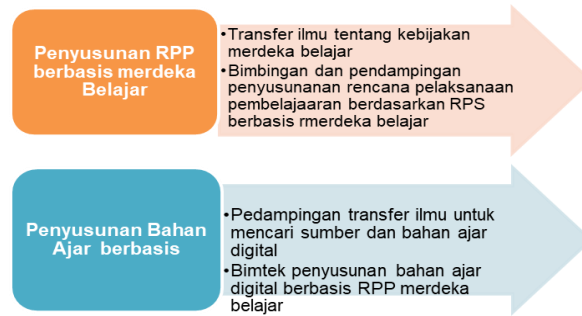 Penyusunan RPP
berbasis merdeka
Belajar
•Transfer ilmu tentang kebijakan
merdeka belajar
•Bimbingan dan pendampingan
penyusunanan rencana pelaksanaan
pembelajaaran berdasarkan RPS
berbasis rmerdeka belajar
Penyusunan Bahan
Ajar berbasis
•Pedampingan transfer ilmu untuk
mencari sumber dan bahan ajar
digital
•Bimtek penyusunan bahan ajar
digital berbasis RPP merdeka
belajar